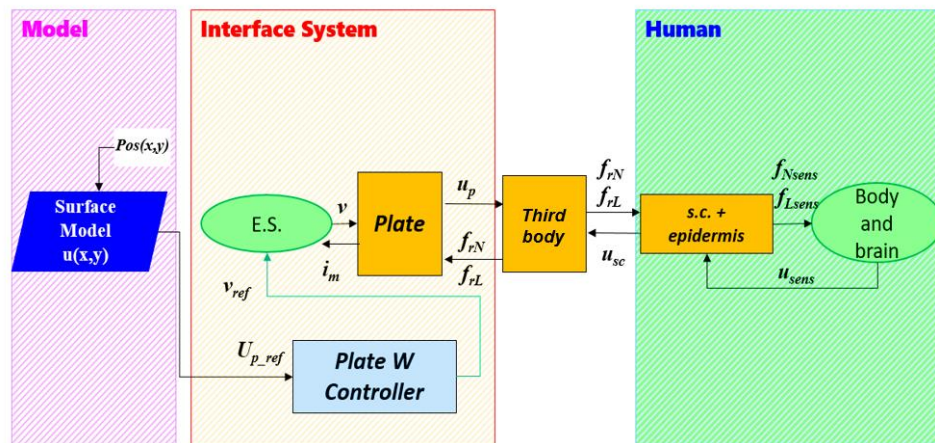 Model
Interface System
Human
Pos(x,y)
Surface
Model
u(x,y)
E.S.
v
i_m
v_ref
Plate
u_p
f_rN
f_rL
Third
body
f_rN
f_rL
u_sc
s.c. +
epidermis
f_Nsens
f_Lsens
u_sens
Body
and
brain
U_p_ref
Plate W
Controller